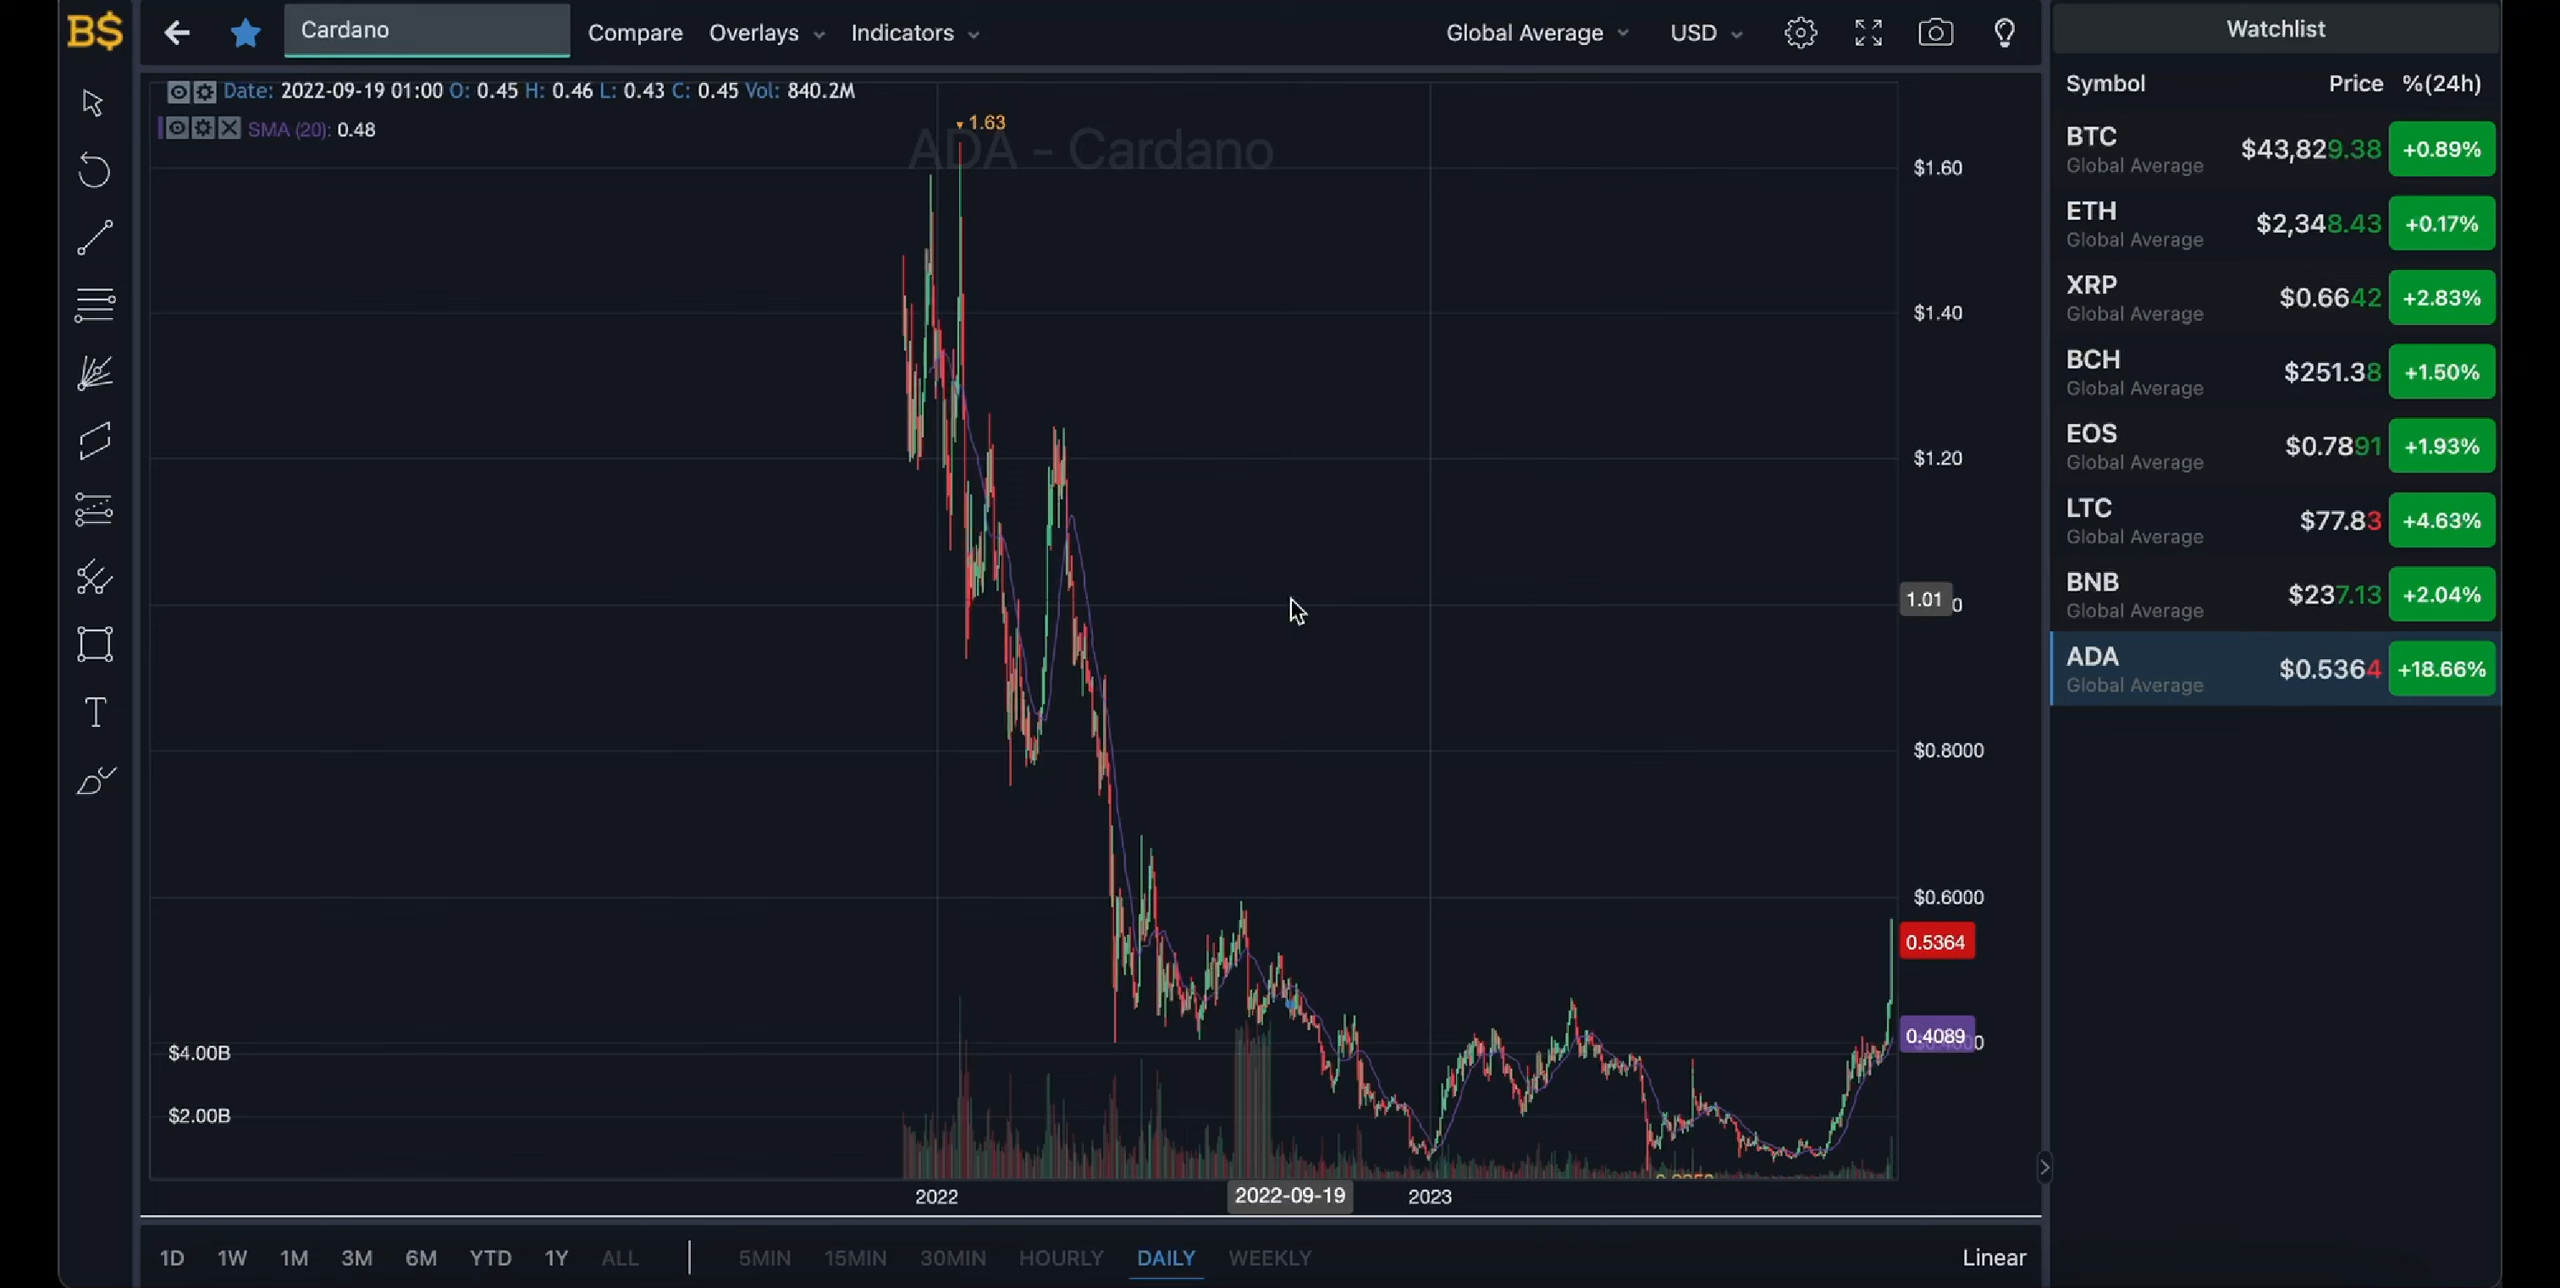 B$
Cardano
Compare
Overlays
Indicators
Global Average
USD
Date: 2022-09-19 01:00 O: 0.45 H: 0.46 L: 0.43 C: 0.45 Vol: 840.2M
SMA (20): 0.48
1.63
ADA - Cardano
$1.60
$1.40
$1.20
1.01
0
$0.8000
$0.6000
0.5364
0.4089
0
$4.00B
$2.00B
2022
2022-09-19
2023
1D 1W 1M 3M 6M YTD 1Y ALL
5MIN 15MIN 30MIN HOURLY DAILY WEEKLY
Linear
Watchlist
Symbol Price %(24h)
BTC $43,829.38 +0.89%
Global Average
ETH $2,348.43 +0.17%
Global Average
XRP $0.6642 +2.83%
Global Average
BCH $251.38 +1.50%
Global Average
EOS $0.7891 +1.93%
Global Average
LTC $77.83 +4.63%
Global Average
BNB $237.13 +2.04%
Global Average
ADA $0.5364 +18.66%
Global Average